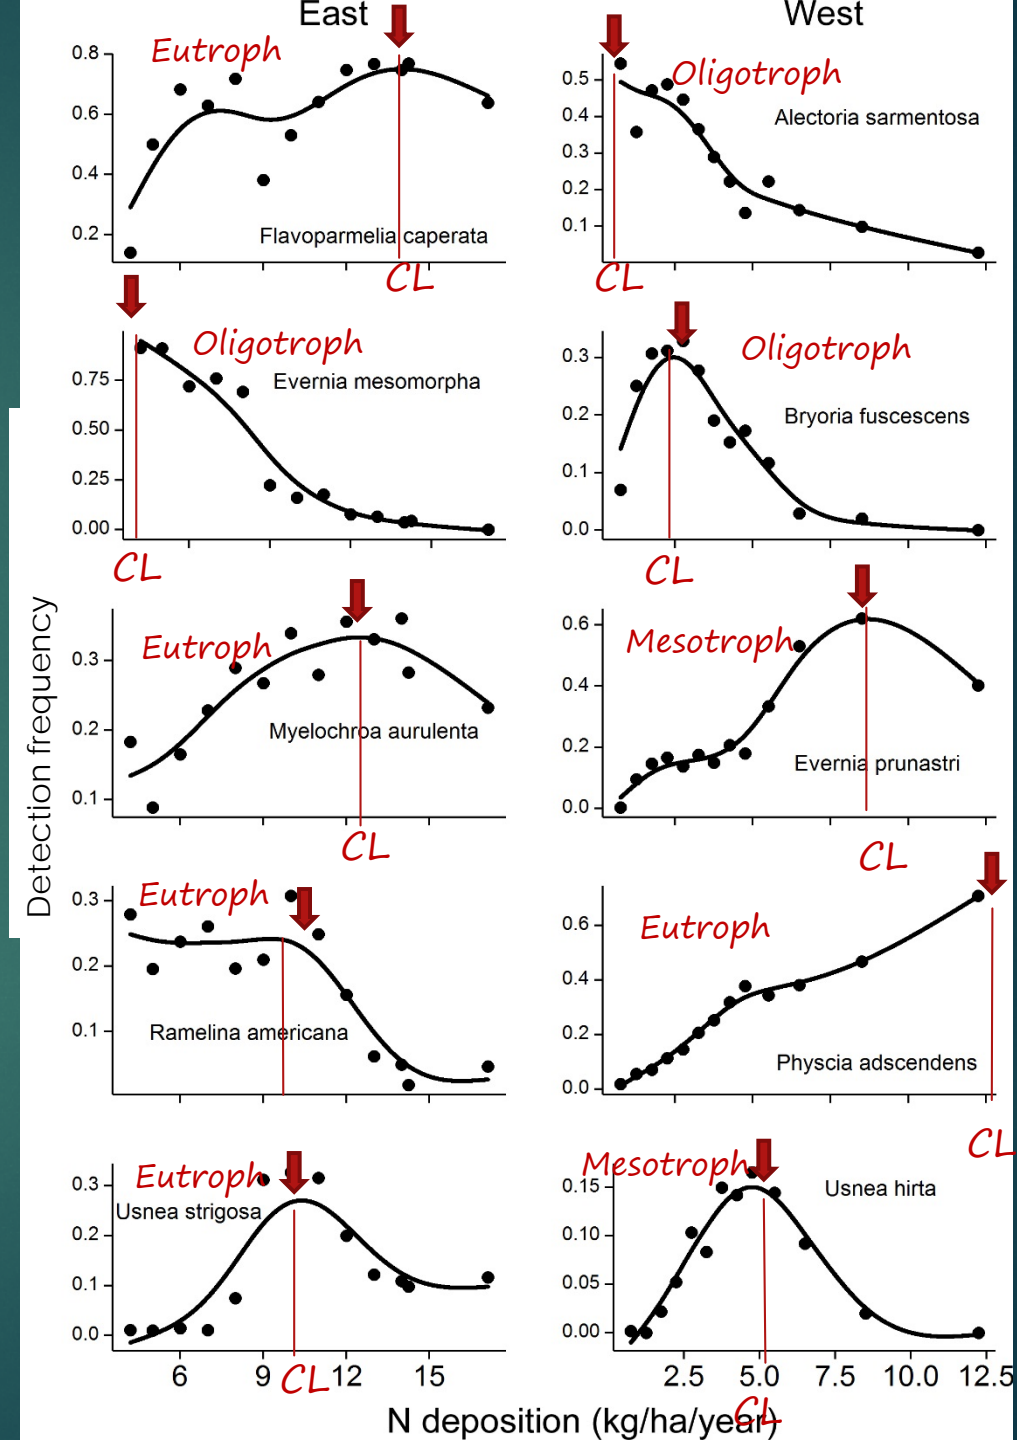 East
West
Eutroph
0.8
0.6
0.4
0.2
Flavoparmelia caperata
CL
Oligotroph
0.5
0.4
0.3
0.2
0.1
Alectoria sarmentosa
CL
Oligotroph
0.75
0.50
0.25
0.00
Evernia mesomorpha
CL
Oligotroph
0.3
0.2
0.1
0.0
Bryoria fuscescens
CL
Detection frequency
Eutroph
0.3
0.2
0.1
Myelochroa aurulenta
CL
Mesotroph
0.6
0.4
0.2
0.0
Evernia prunastri
CL
Eutroph
0.3
0.2
0.1
Ramelina americana
Eutroph
0.6
0.4
0.2
0.0
Physcia adscendens
CL
Eutroph
0.3
0.2
0.1
0.0
Usnea strigosa
6 9 12 15
CL
Mesotroph
0.15
0.10
0.05
0.00
Usnea hirta
2.5 5.0 7.5 10.0 12.5
CL
N deposition (kg/ha/year)